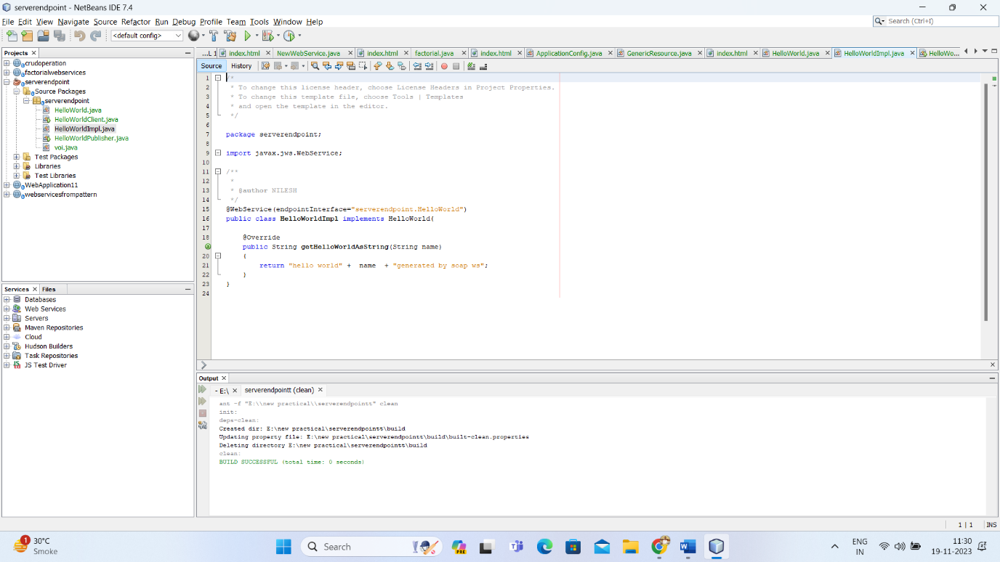 serverendpoint - NetBeans IDE 7.4
File Edit View Navigate Source Refactor Run Debug Profile Team Tools Window Help
Search (Ctrl+I)
<default config>
Projects
crudoperation
factorialwebservices
serverendpoint
Source Packages
serverendpoint
HelloWorld.java
HelloWorldClient.java
HelloWorldImpl.java
HelloWorldPublisher.java
voi.java
Test Packages
Libraries
Test Libraries
WebApplication11
webservicesfrompattern
Services Files
Databases
Web Services
Servers
Maven Repositories
Cloud
Hudson Builders
Task Repositories
JS Test Driver
...L 1 index.html NewWebService.java index.html factorial.java index.html ApplicationConfig.java GenericResource.java index.html HelloWorld.java HelloWorldImpl.java HelloWo...
Source History
1 /*
2 * To change this license header, choose License Headers in Project Properties.
3 * To change this template file, choose Tools | Templates
4 * and open the template in the editor.
5 */
6
7 package serverendpoint;
8
9 import javax.jws.WebService;
10
11 /**
12 *
13 * @author NILESH
14 */
15 @WebService(endpointInterface="serverendpoint.HelloWorld")
16 public class HelloWorldImpl implements HelloWorld{
17
18 @Override
public String getHelloWorldAsString(String name)
20 {
21 return "hello world" + name + "generated by soap ws";
22 }
23 }
24
Output
- E:\ serverendpointt (clean)
ant -f "E:\\new practical\\serverendpointt" clean
init:
deps-clean:
Created dir: E:\new practical\serverendpointt\build
Updating property file: E:\new practical\serverendpointt\build\built-clean.properties
Deleting directory E:\new practical\serverendpointt\build
clean:
BUILD SUCCESSFUL (total time: 0 seconds)
1 | 1 INS
1
30°C
Smoke
Search
PRE
ENG
IN
11:30
19-11-2023